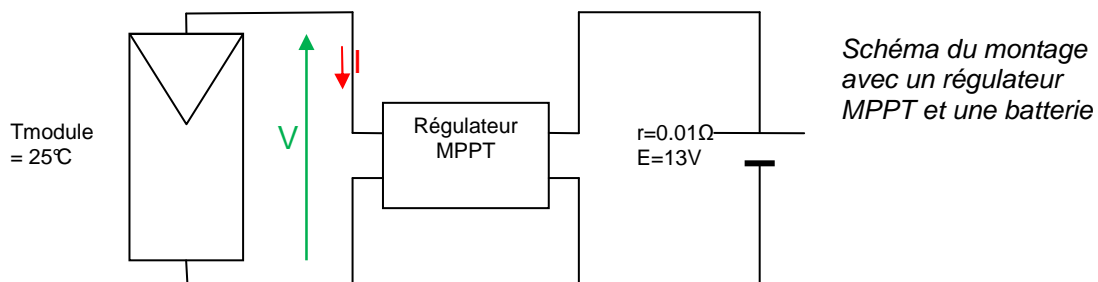 Tmodule
= 25°C
V
I
Régulateur
MPPT
r=0.01Ω
E=13V
Schéma du montage
avec un régulateur
MPPT et une batterie